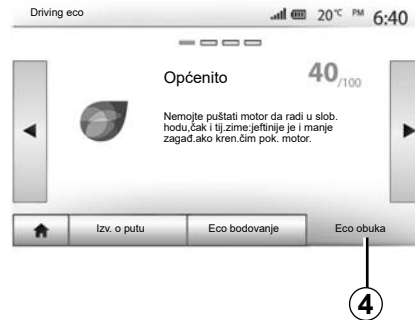 Driving eco 20°C PM 6:40
Općenito
40/100
Nemojte puštati motor da radi u slob.
hodu,čak i tij.zime:jeftinije je i manje
zagađ.ako kren.čim pok. motor.
Izv. o putu Eco bodovanje Eco obuka
4